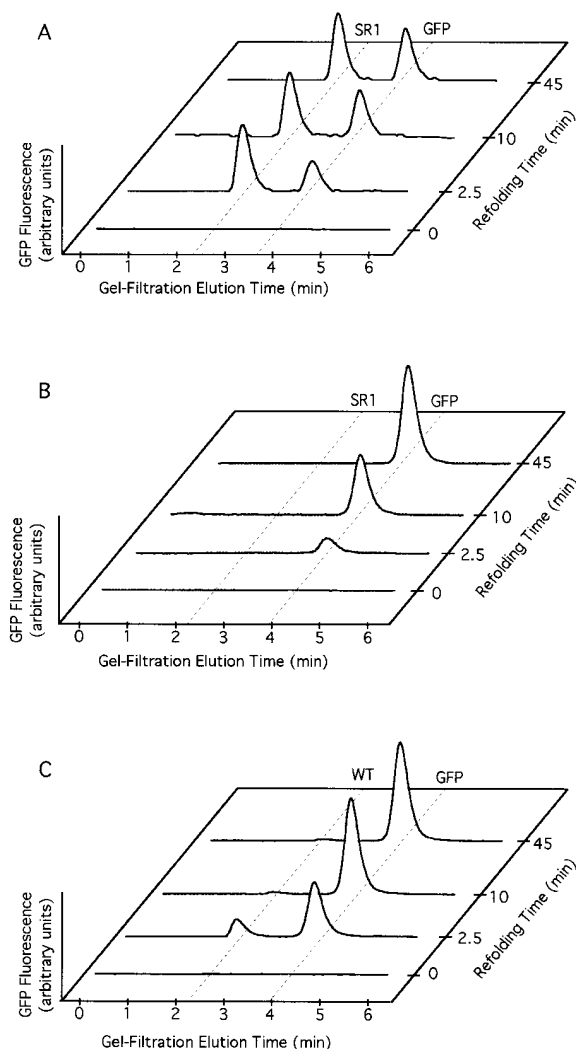 A
SR1 GFP
45
10
2.5
0
Refolding Time (min)
GFP Fluorescence
(arbitrary units)
0 1 2 3 4 5 6
Gel-Filtration Elution Time (min)
B
SR1 GFP
45
10
2.5
0
Refolding Time (min)
GFP Fluorescence
(arbitrary units)
0 1 2 3 4 5 6
Gel-Filtration Elution Time (min)
C
WT GFP
45
10
2.5
0
Refolding Time (min)
GFP Fluorescence
(arbitrary units)
0 1 2 3 4 5 6
Gel-Filtration Elution Time (min)